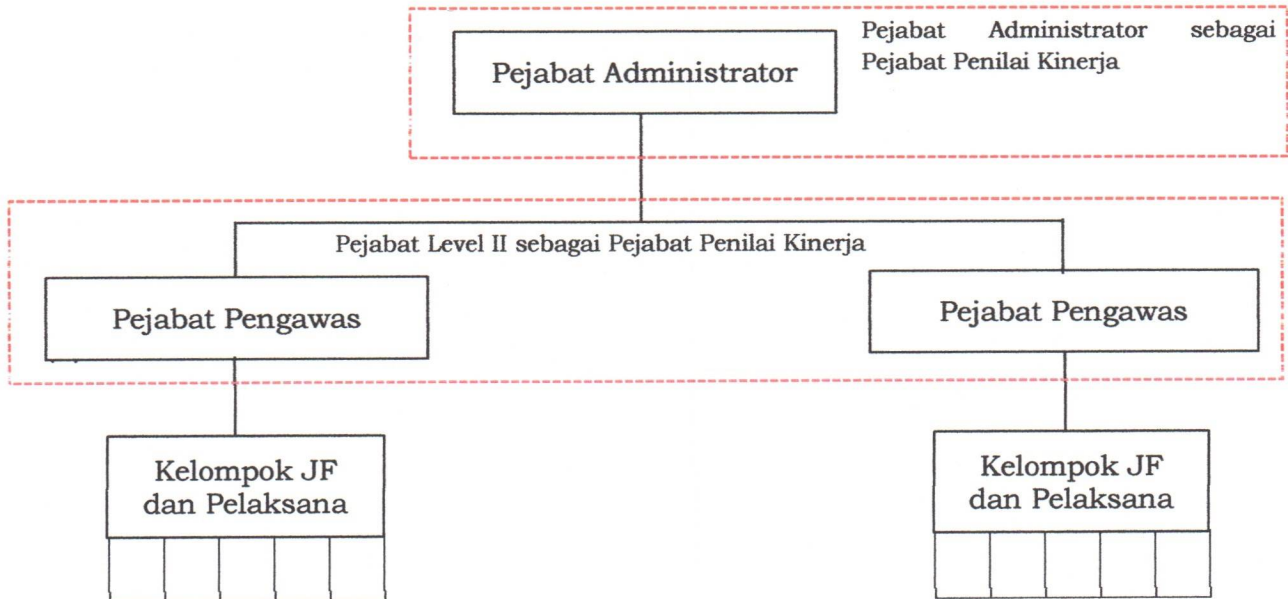 Pejabat Administrator
Pejabat Administrator sebagai
Pejabat Penilai Kinerja
Pejabat Level II sebagai Pejabat Penilai Kinerja
Pejabat Pengawas
Pejabat Pengawas
Kelompok JF
dan Pelaksana
Kelompok JF
dan Pelaksana